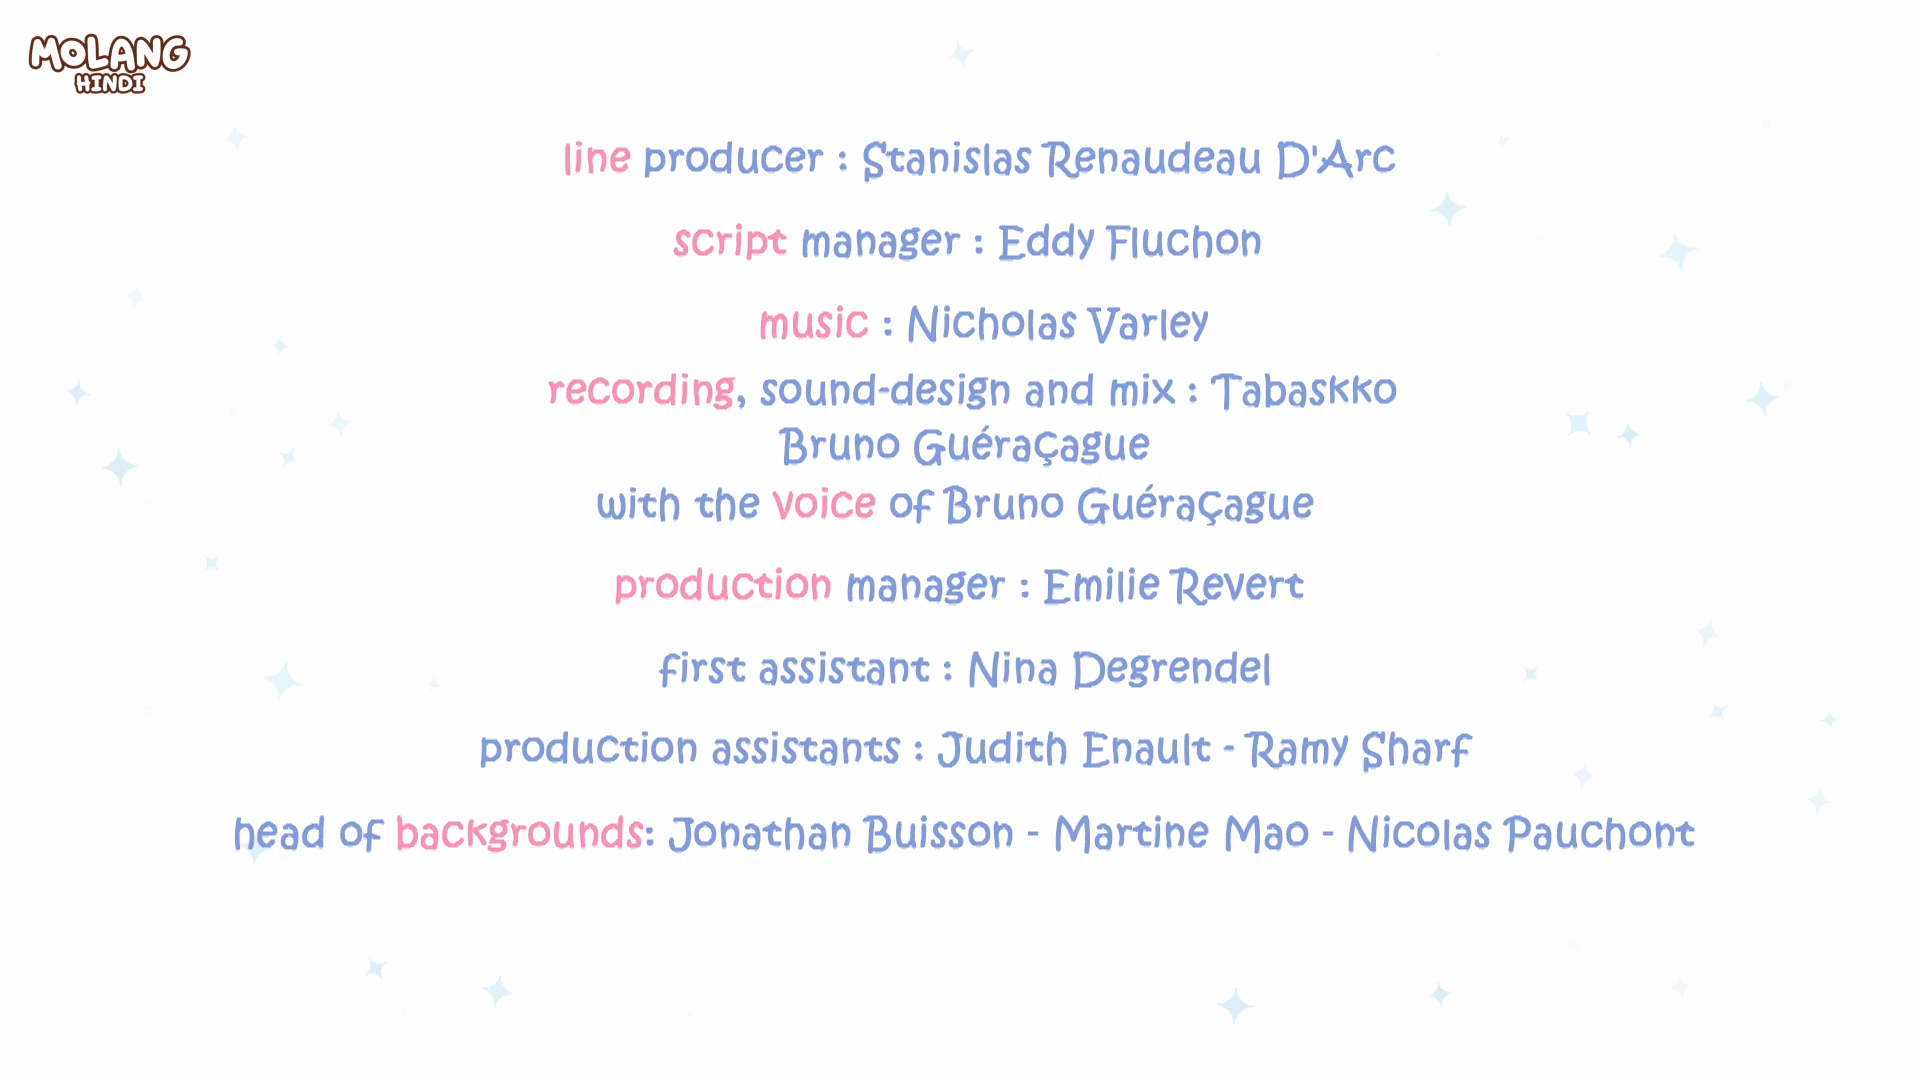 MOLANG
HINDI
line producer : Stanislas Renaudeau D'Arc
script manager : Eddy Fluchon
music : Nicholas Varley
recording, sound-design and mix : Tabaskko
Bruno Guéraçague
with the voice of Bruno Guéraçague
production manager : Emilie Revert
first assistant : Nina Degrendel
production assistants : Judith Enault - Ramy Sharf
head of backgrounds: Jonathan Buisson - Martine Mao - Nicolas Pauchont